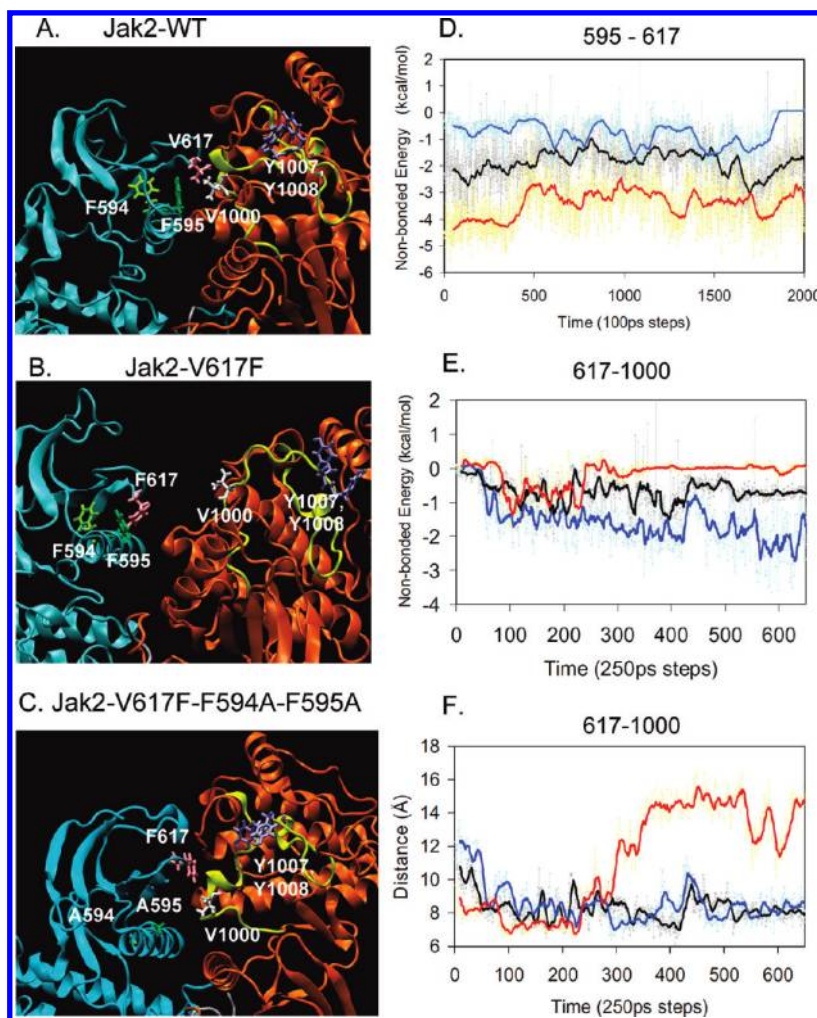 A. Jak2-WT
V617
F594
F595
V1000
Y1007,
Y1008
B. Jak2-V617F
F617
F594
F595
V1000
Y1007,
Y1008
C. Jak2-V617F-F594A-F595A
F617
A594
A595
V1000
Y1007,
Y1008
D. 595 - 617
Non-bonded Energy (kcal/mol)
2
1
0
-1
-2
-3
-4
-5
-6
0 500 1000 1500 2000
Time (100ps steps)
E. 617-1000
Non-bonded Energy (kcal/mol)
2
0
-1
-2
-4
0 100 200 300 400 500 600
Time (250ps steps)
F. 617-1000
Distance (Å)
18
16
14
12
10
8
6
0 100 200 300 400 500 600
Time (250ps steps)